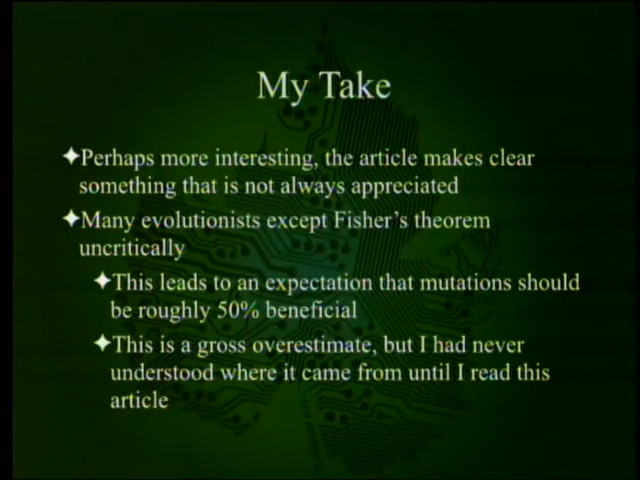 My Take
✦Perhaps more interesting, the article makes clear
something that is not always appreciated
✦Many evolutionists except Fisher's theorem
uncritically
✦This leads to an expectation that mutations should
be roughly 50% beneficial
✦This is a gross overestimate, but I had never
understood where it came from until I read this
article